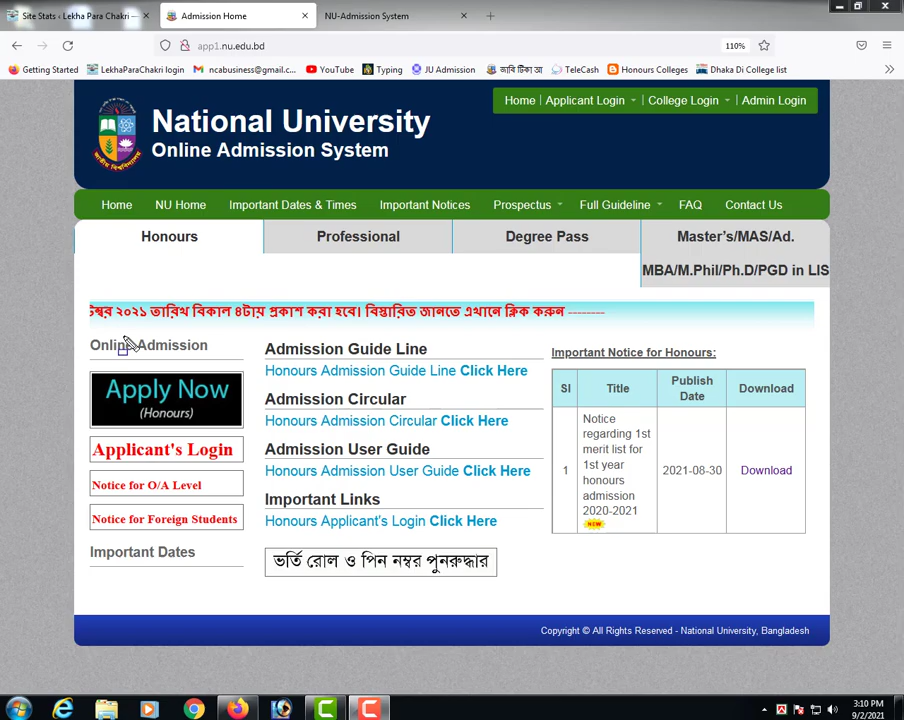 Site Stats ‹ Lekha Para Chakri —
Admission Home
NU-Admission System
app1.nu.edu.bd
110%
Getting Started
LekhaParaChakri login
ncabusiness@gmail.c...
YouTube
Typing
JU Admission
জাবি টিকা আ
TeleCash
Honours Colleges
Dhaka Di College list
National University
Online Admission System
Home | Applicant Login | College Login | Admin Login
Home
NU Home
Important Dates & Times
Important Notices
Prospectus
Full Guideline
FAQ
Contact Us
Honours
Professional
Degree Pass
Master's/MAS/Ad.
MBA/M.Phil/Ph.D/PGD in LIS
২০২১ তারিখ বিকাল ৪টায় প্রকাশ করা হবে। বিস্তারিত জানতে এখানে ক্লিক করুন --------
Online Admission
Apply Now
(Honours)
Applicant's Login
Notice for O/A Level
Notice for Foreign Students
Important Dates
Admission Guide Line
Honours Admission Guide Line Click Here
Admission Circular
Honours Admission Circular Click Here
Admission User Guide
Honours Admission User Guide Click Here
Important Links
Honours Applicant's Login Click Here
ভর্তি রোল ও পিন নম্বর পুনরুদ্ধার
Important Notice for Honours:
Sl
Title
Publish
Date
Download
1
Notice
regarding 1st
merit list for
1st year
honours
admission
2020-2021
NEW
2021-08-30
Download
Copyright © All Rights Reserved - National University, Bangladesh
3:10 PM
9/2/2021